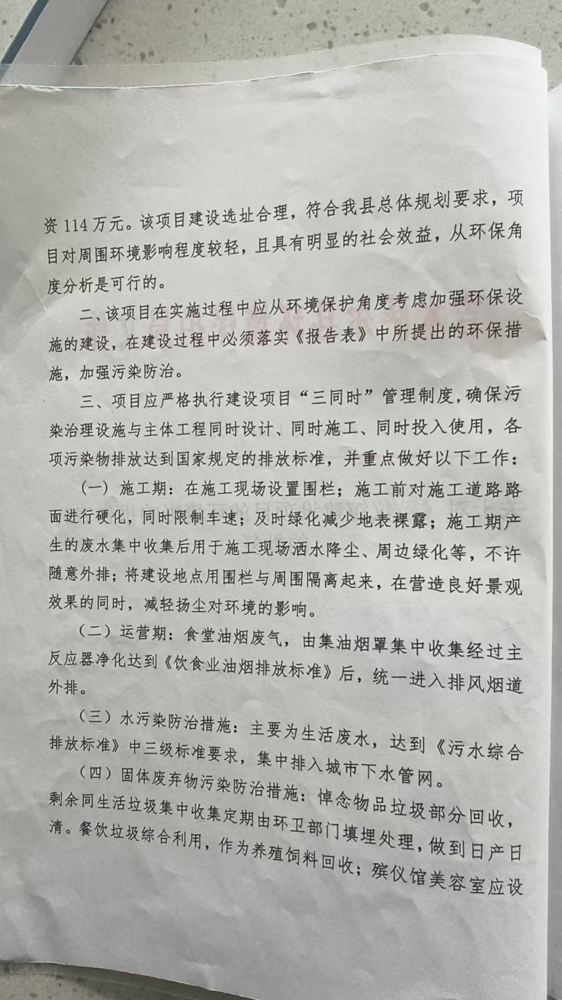 资 114 万元。该项目建设选址合理，符合我县总体规划要求，项
目对周围环境影响程度较轻，且具有明显的社会效益，从环保角
度分析是可行的。
二、该项目在实施过程中应从环境保护角度考虑加强环保设
施的建设，在建设过程中必须落实《报告表》中所提出的环保措
施，加强污染防治。
三、项目应严格执行建设项目“三同时”管理制度,确保污
染治理设施与主体工程同时设计、同时施工、同时投入使用，各
项污染物排放达到国家规定的排放标准，并重点做好以下工作：
(一) 施工期：在施工现场设置围栏；施工前对施工道路路
面进行硬化，同时限制车速；及时绿化减少地表裸露；施工期产
生的废水集中收集后用于施工现场洒水降尘、周边绿化等，不许
随意外排；将建设地点用围栏与周围隔离起来，在营造良好景观
效果的同时，减轻扬尘对环境的影响。
（二）运营期：食堂油烟废气，由集油烟罩集中收集经过主
反应器净化达到《饮食业油烟排放标准》后，统一进入排风烟道
外排。
（三）水污染防治措施：主要为生活废水，达到《污水综合
排放标准》中三级标准要求，集中排入城市下水管网。
（四）固体废弃物污染防治措施：悼念物品垃圾部分回收，
剩余同生活垃圾集中收集定期由环卫部门填埋处理，做到日产日
清。餐饮垃圾综合利用，作为养殖饲料回收；殡仪馆美容室应设